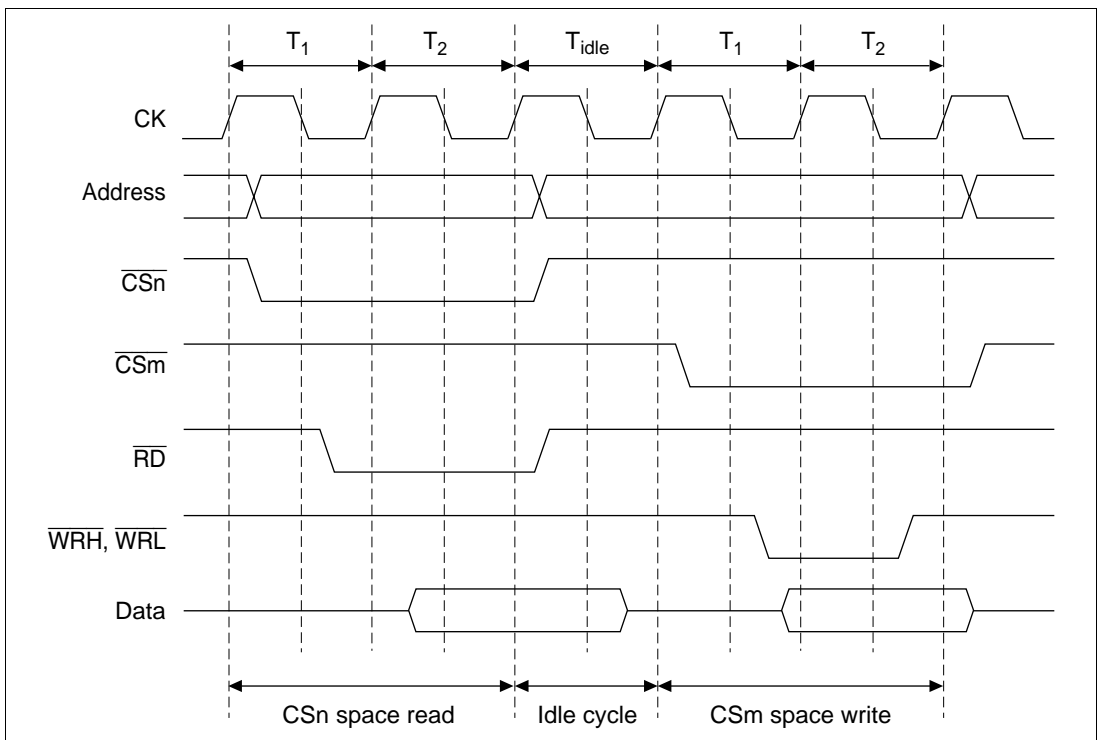 T1 T2 Tidle T1 T2
CK
Address
CSn
CSm
RD
WRH, WRL
Data
CSn space read Idle cycle CSm space write